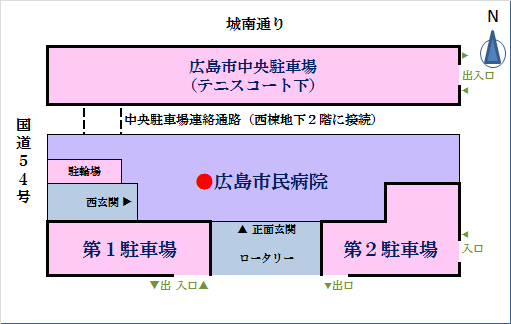 城南通り
N
広島市中央駐車場
（テニスコート下）
出入口
中央駐車場連絡通路（西棟地下２階に接続）
国道５４号
駐輪場
●広島市民病院
西玄関 ▶
▲ 正面玄関
ロータリー
第１駐車場
第２駐車場
入口
▼出 入口▲
▼出口